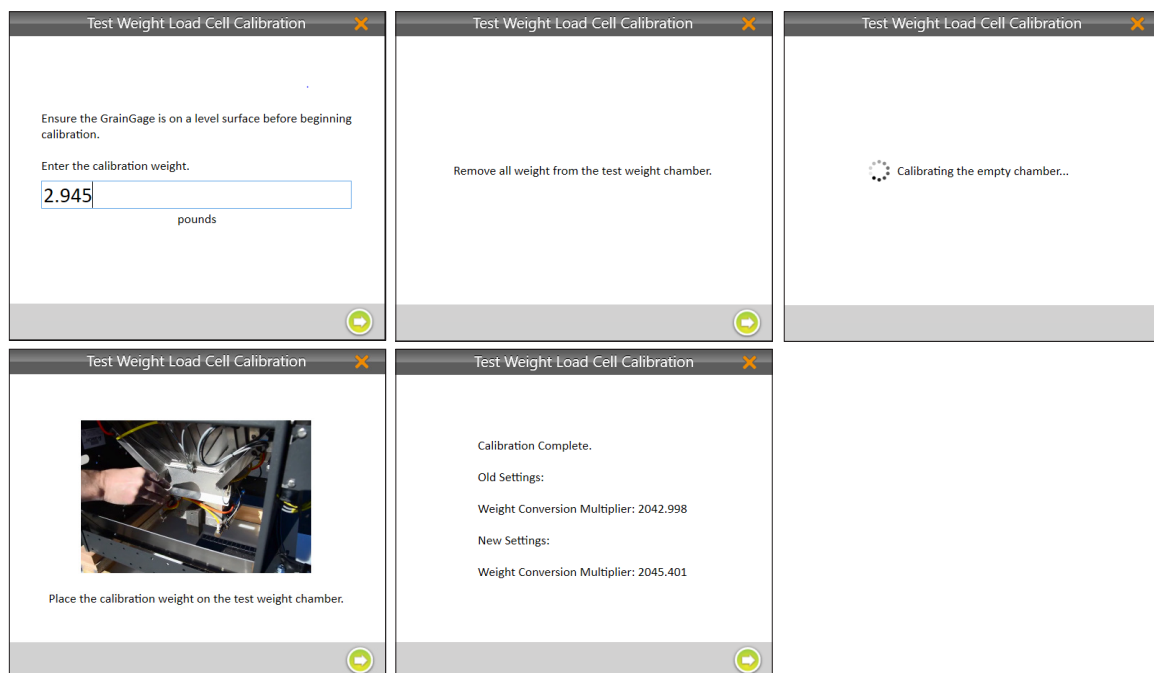 Test Weight Load Cell Calibration
Ensure the GrainGage is on a level surface before beginning
calibration.
Enter the calibration weight.
2.945
pounds
Test Weight Load Cell Calibration
Remove all weight from the test weight chamber.
Test Weight Load Cell Calibration
Calibrating the empty chamber...
Test Weight Load Cell Calibration
Place the calibration weight on the test weight chamber.
Test Weight Load Cell Calibration
Calibration Complete.
Old Settings:
Weight Conversion Multiplier: 2042.998
New Settings:
Weight Conversion Multiplier: 2045.401